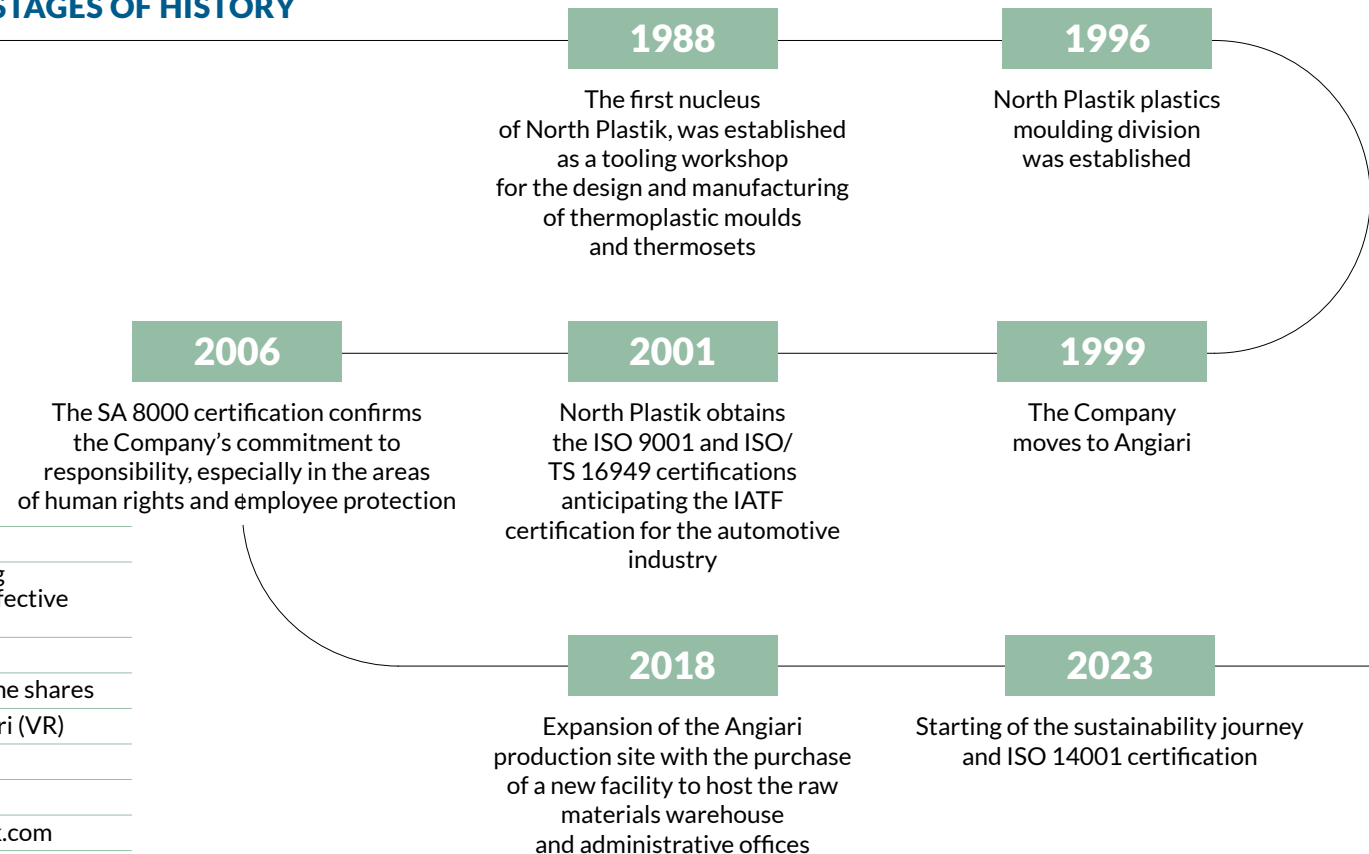 STAGES OF HISTORY
1988
The first nucleus
of North Plastik, was established
as a tooling workshop
for the design and manufacturing
of thermoplastic moulds
and thermosets
1996
North Plastik plastics
moulding division
was established
1999
The Company
moves to Angiari
2001
North Plastik obtains
the ISO 9001 and ISO/
TS 16949 certifications
anticipating the IATF
certification for the automotive
industry
2006
The SA 8000 certification confirms
the Company's commitment to
responsibility, especially in the areas
of human rights and employee protection
2018
Expansion of the Angiari
production site with the purchase
of a new facility to host the raw
materials warehouse
and administrative offices
2023
Starting of the sustainability journey
and ISO 14001 certification
shares
(VR)
.com